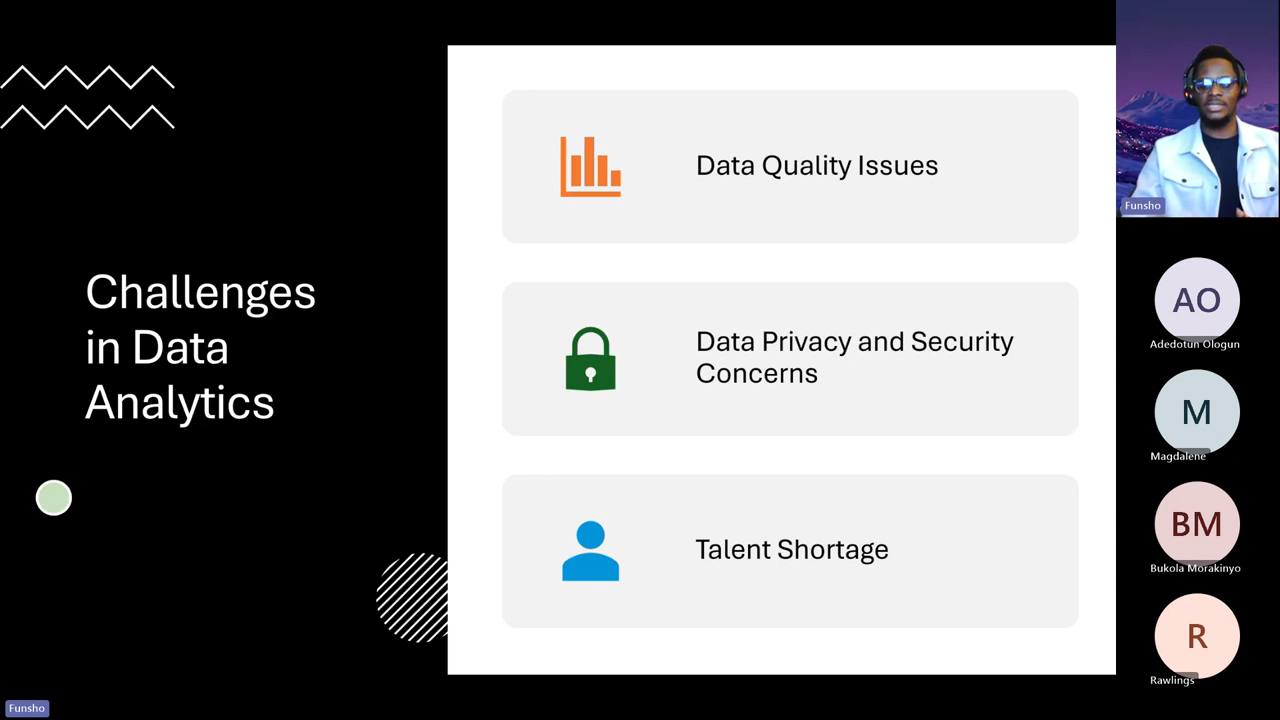 Challenges
in Data
Analytics
Data Quality Issues
Data Privacy and Security
Concerns
Talent Shortage
Funsho
AO
Adedotun Ologun
M
Magdalene
BM
Bukola Morakinyo
R
Rawlings
Funsho